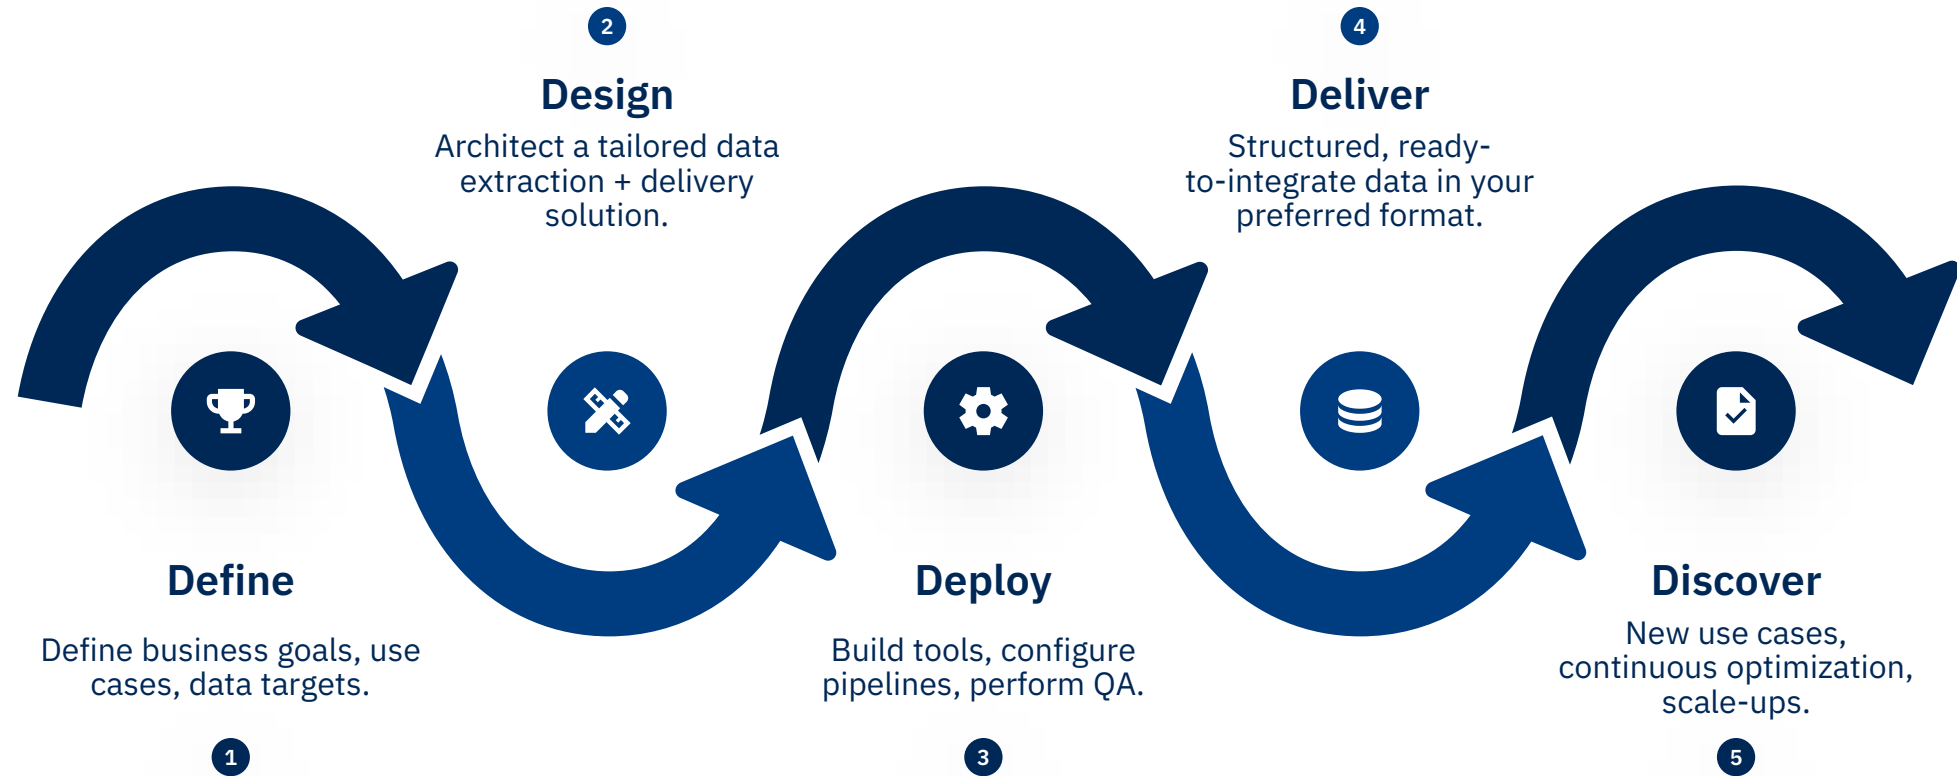 Define
Define business goals, use
cases, data targets.
1
2
Design
Architect a tailored data
extraction + delivery
solution.
Deploy
Build tools, configure
pipelines, perform QA.
3
4
Deliver
Structured, ready-
to-integrate data in your
preferred format.
Discover
New use cases,
continuous optimization,
scale-ups.
5